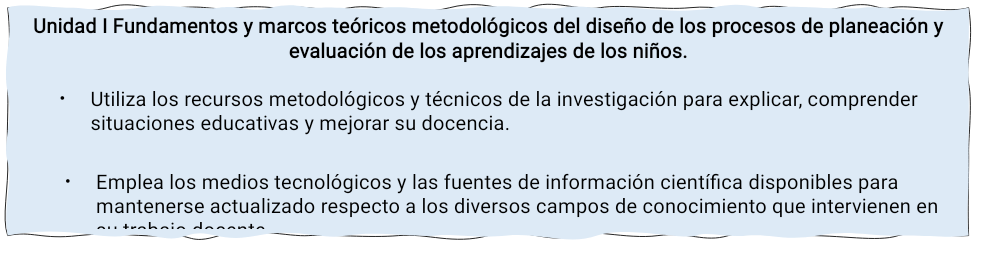 Unidad I Fundamentos y marcos teóricos metodológicos del diseño de los procesos de planeación y
evaluación de los aprendizajes de los niños.
• Utiliza los recursos metodológicos y técnicos de la investigación para explicar, comprender
situaciones educativas y mejorar su docencia.
• Emplea los medios tecnológicos y las fuentes de información científica disponibles para
mantenerse actualizado respecto a los diversos campos de conocimiento que intervienen en
su trabajo docente